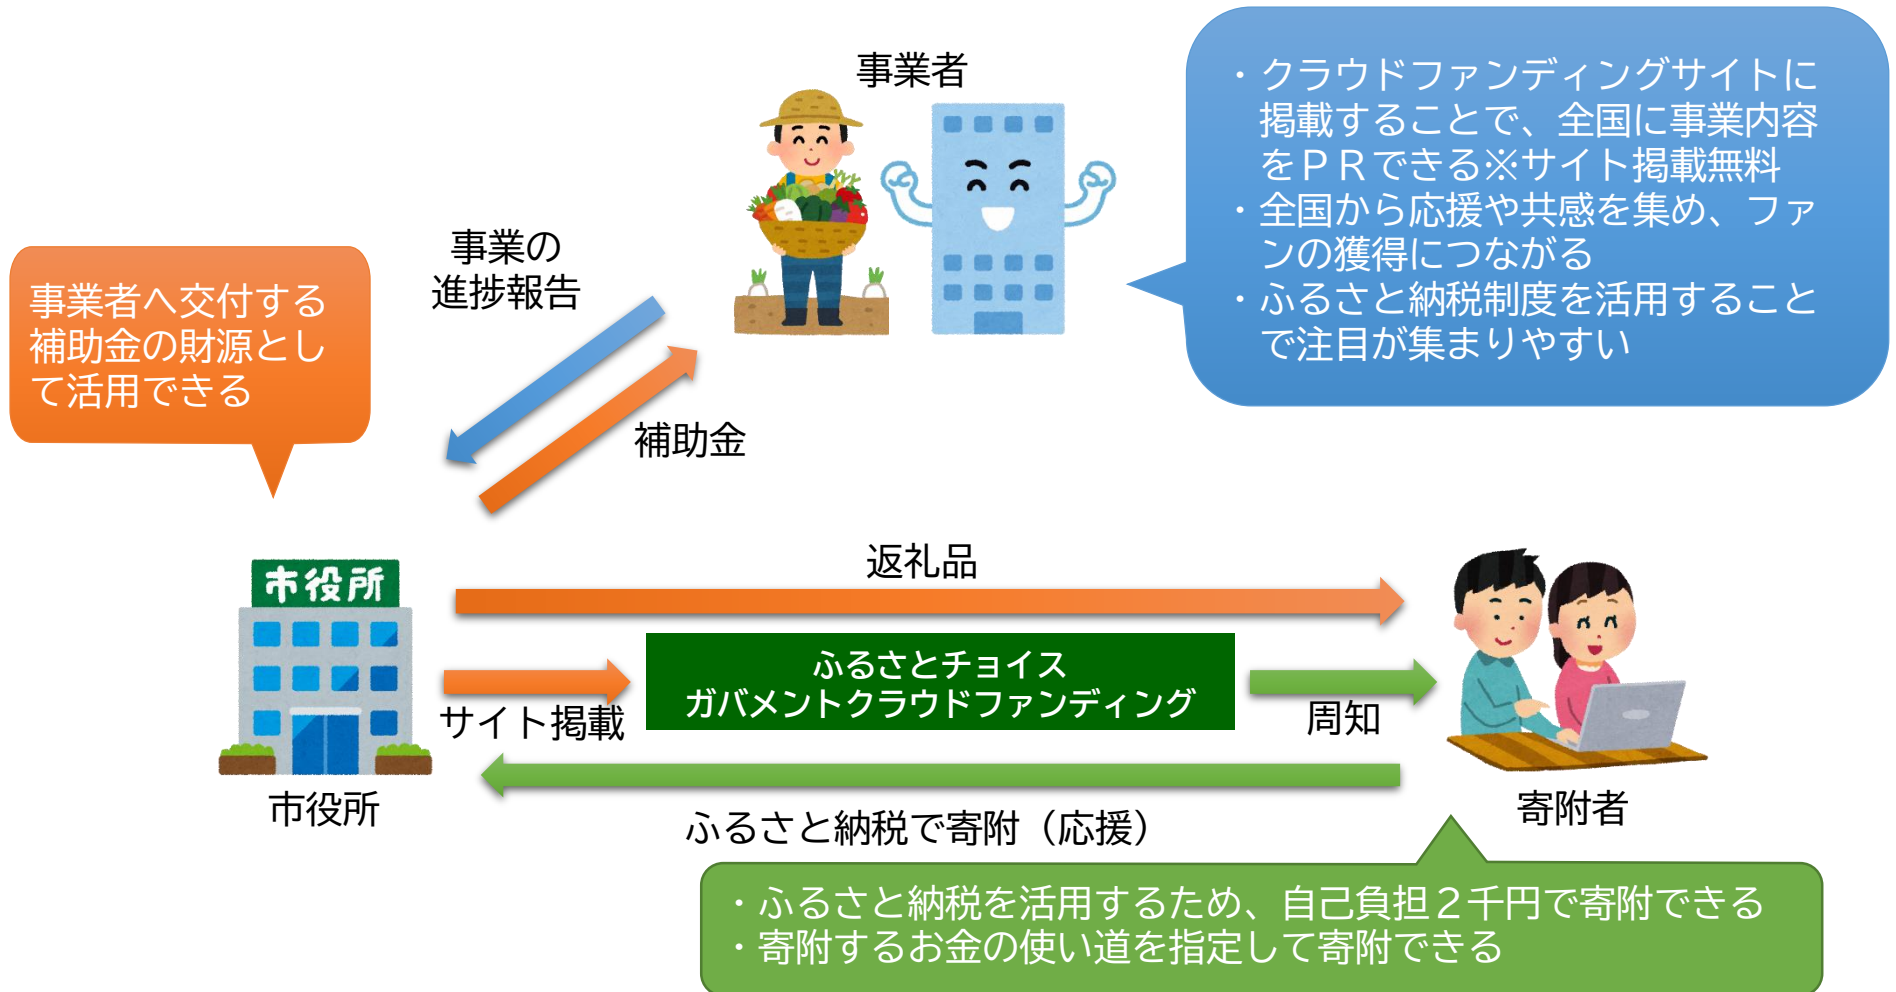 事業者
・クラウドファンディングサイトに
掲載することで、全国に事業内容
をＰＲできる※サイト掲載無料
・全国から応援や共感を集め、ファ
ンの獲得につながる
・ふるさと納税制度を活用すること
で注目が集まりやすい
事業の
進捗報告
事業者へ交付する
補助金の財源とし
て活用できる
補助金
返礼品
市役所
ふるさとチョイス
ガバメントクラウドファンディング
サイト掲載
周知
市役所
寄附者
ふるさと納税で寄附（応援）
・ふるさと納税を活用するため、自己負担２千円で寄附できる
・寄附するお金の使い道を指定して寄附できる